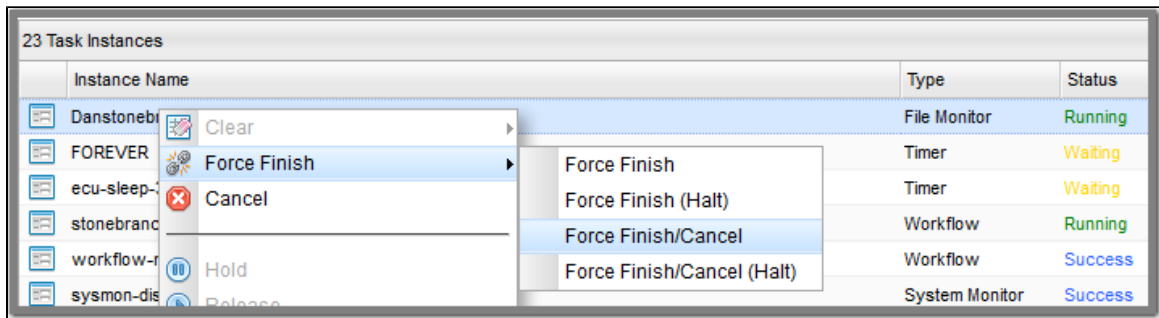 23 Task Instances
Instance Name Type Status
Danstoneb File Monitor Running
Clear
FOREVER Timer Waiting
Force Finish
Force Finish
ecu-sleep- Timer Waiting
Cancel
Force Finish (Halt)
stonebranc Workflow Running
Force Finish/Cancel
workflow-r Workflow Success
Hold
Force Finish/Cancel (Halt)
sysmon-dis System Monitor Success
Release